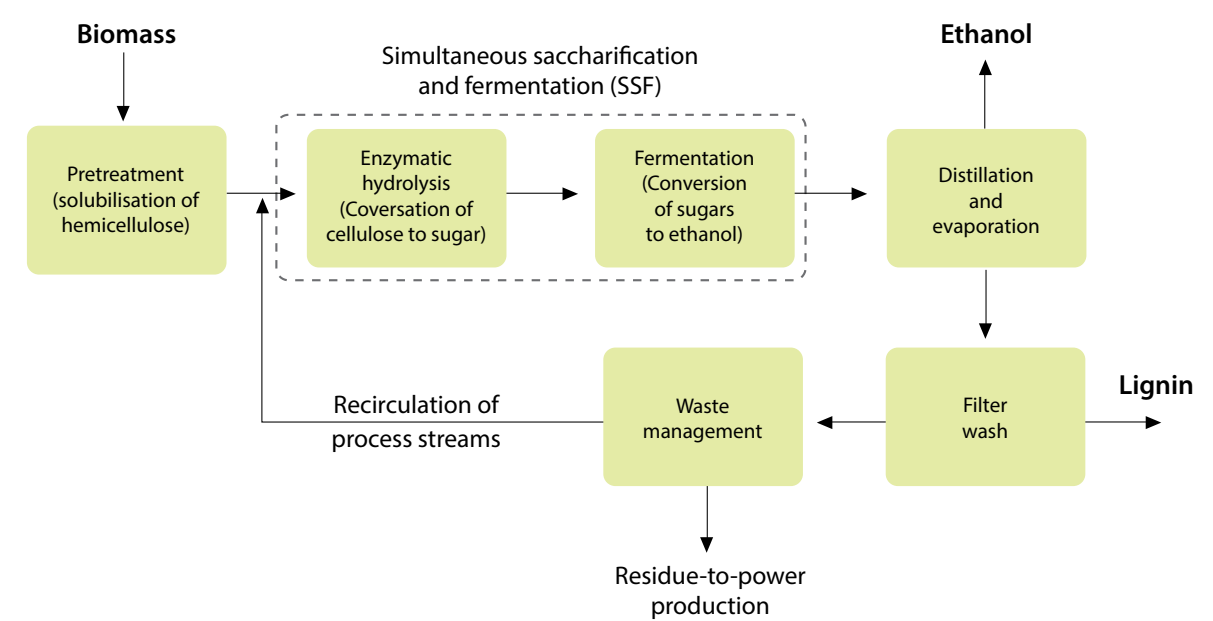 Biomass
Simultaneous saccharification
and fermentation (SSF)
Ethanol
Pretreatment
(solubilisation of
hemicellulose)
Enzymatic
hydrolysis
(Coversation of
cellulose to sugar)
Fermentation
(Conversion
of sugars
to ethanol)
Distillation
and
evaporation
Recirculation of
process streams
Waste
management
Filter
wash
Lignin
Residue-to-power
production